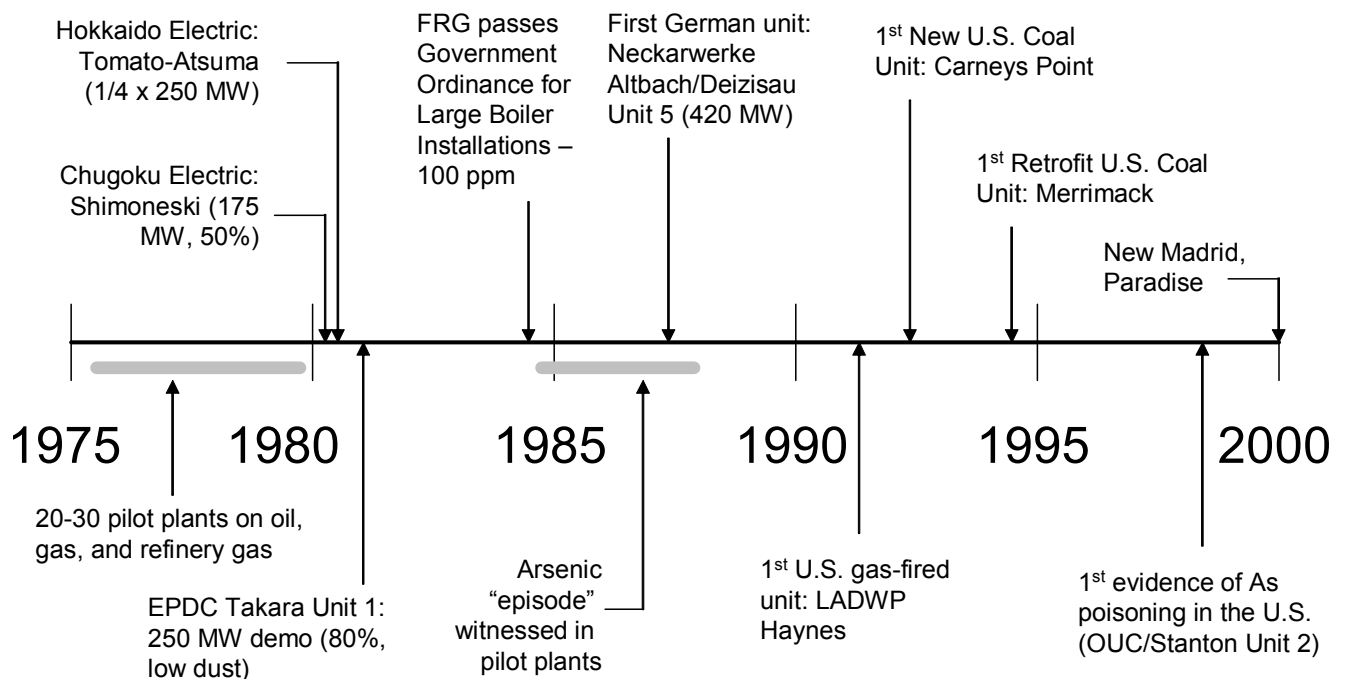 Hokkaido Electric:
Tomato-Atsuma
(1/4 x 250 MW)
Chugoku Electric:
Shimoneski (175
MW, 50%)
FRG passes
Government
Ordinance for
Large Boiler
Installations –
100 ppm
First German unit:
Neckarwerke
Altbach/Deizisau
Unit 5 (420 MW)
1st New U.S. Coal
Unit: Carneys Point
1st Retrofit U.S. Coal
Unit: Merrimack
New Madrid,
Paradise
1975 1980 1985 1990 1995 2000
20-30 pilot plants on oil,
gas, and refinery gas
EPDC Takara Unit 1:
250 MW demo (80%,
low dust)
Arsenic
“episode”
witnessed in
pilot plants
1st U.S. gas-fired
unit: LADWP
Haynes
1st evidence of As
poisoning in the U.S.
(OUC/Stanton Unit 2)